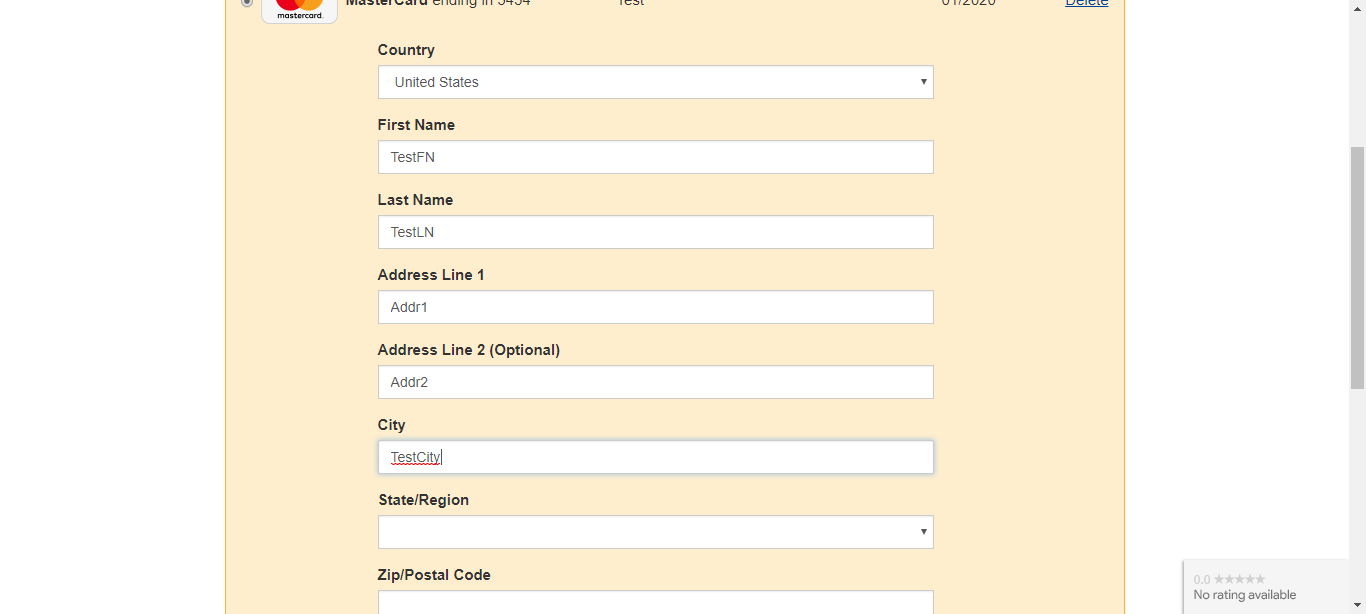 mastercard.
MasterCard ending in 5454 Test 01/2020 Delete
Country
United States
First Name
TestFN
Last Name
TestLN
Address Line 1
Addr1
Address Line 2 (Optional)
Addr2
City
TestCity
State/Region
Zip/Postal Code
0.0 ★★★★★
No rating available